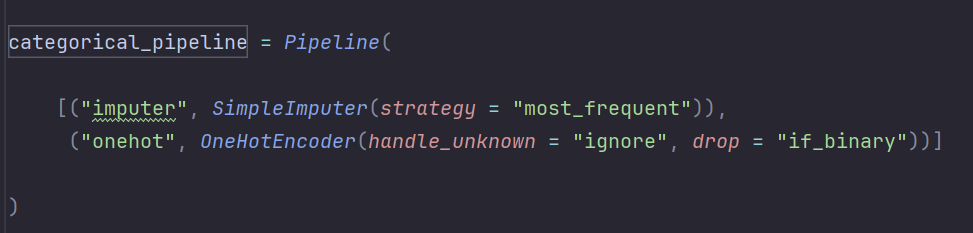 categorical_pipeline = Pipeline(
[("imputer", SimpleImputer(strategy = "most_frequent")),
("onehot", OneHotEncoder(handle_unknown = "ignore", drop = "if_binary"))]
)